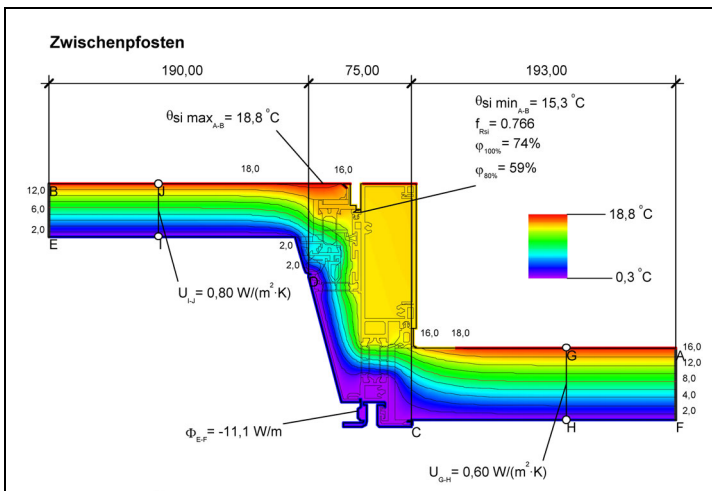 Zwischenpfosten
190,00 75,00 193,00
θsi max A-B = 18,8 °C
θsi min A-B = 15,3 °C
fRsi = 0.766
φ100% = 74%
φ80% = 59%
18,0 16,0
B J
12,0
6,0
2,0
E I
2,0
2,0
D
18,8 °C
0,3 °C
U I-J = 0,80 W/(m²·K)
16,0 18,0
G A
16,0
12,0
8,0
4,0
2,0
C H F
Φ E-F = -11,1 W/m
U G-H = 0,60 W/(m²·K)